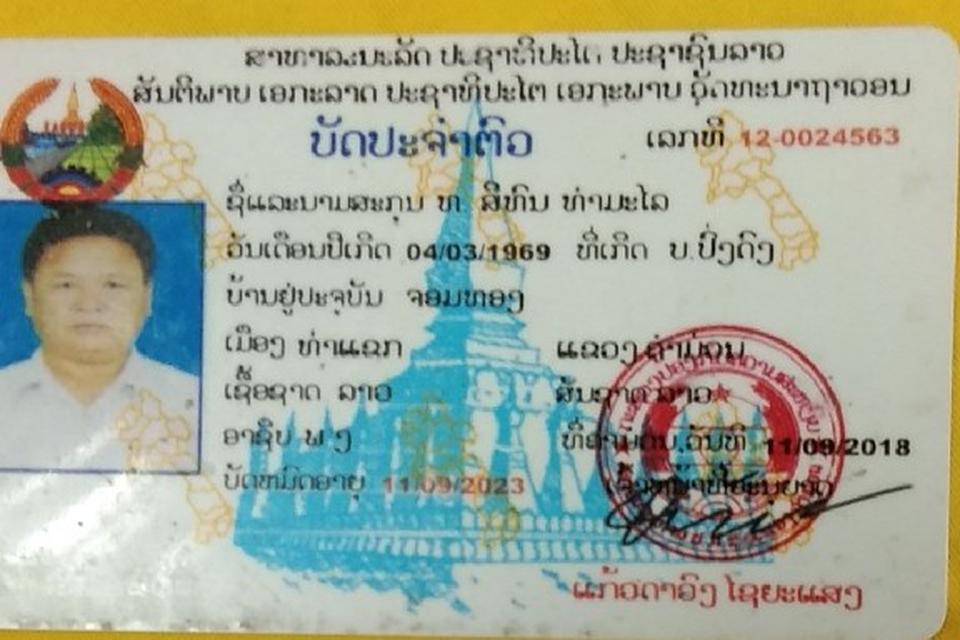 ສາທາລະນະລັດ ປະຊາທິປະໄຕ ປະຊາຊົນລາວ
ສັນຕິພາບ ເອກະລາດ ປະຊາທິປະໄຕ ເອກະພາບ ວັດທະນາຖາວອນ
ບັດປະຈຳຕົວ
ເລກທີ 12-0024563
ຊື່ແລະນາມສະກຸນ ທ ສີທົນ ທຳມະໄລ
ວັນເດືອນປີເກີດ 04/03/1969 ທີ່ເກີດ ບ.ປົ່ງດົງ
ບ້ານຢູ່ປະຈຸບັນ ຈອມທອງ
ເມືອງ ທ່າແຂກ ແຂວງ ຄຳມ່ວນ
ເຊື້ອຊາດ ລາວ ສັນຊາດ ລາວ
ອາຊີບ ພ ງ ທີ່ຄຳມ່ວນ,ວັນທີ 11/09/2018
ບັດຫມົດອາຍຸ 11/09/2023
ແກ້ວດາວົງ ໄຊຍະແສງ